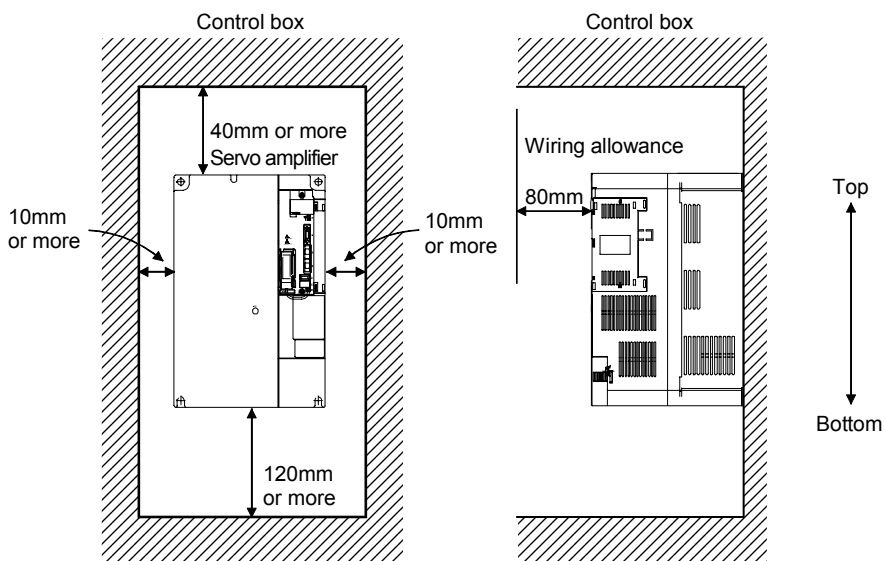 Control box
Control box
40mm or more
Servo amplifier
Wiring allowance
80mm
Top
10mm
or more
10mm
or more
Bottom
120mm
or more